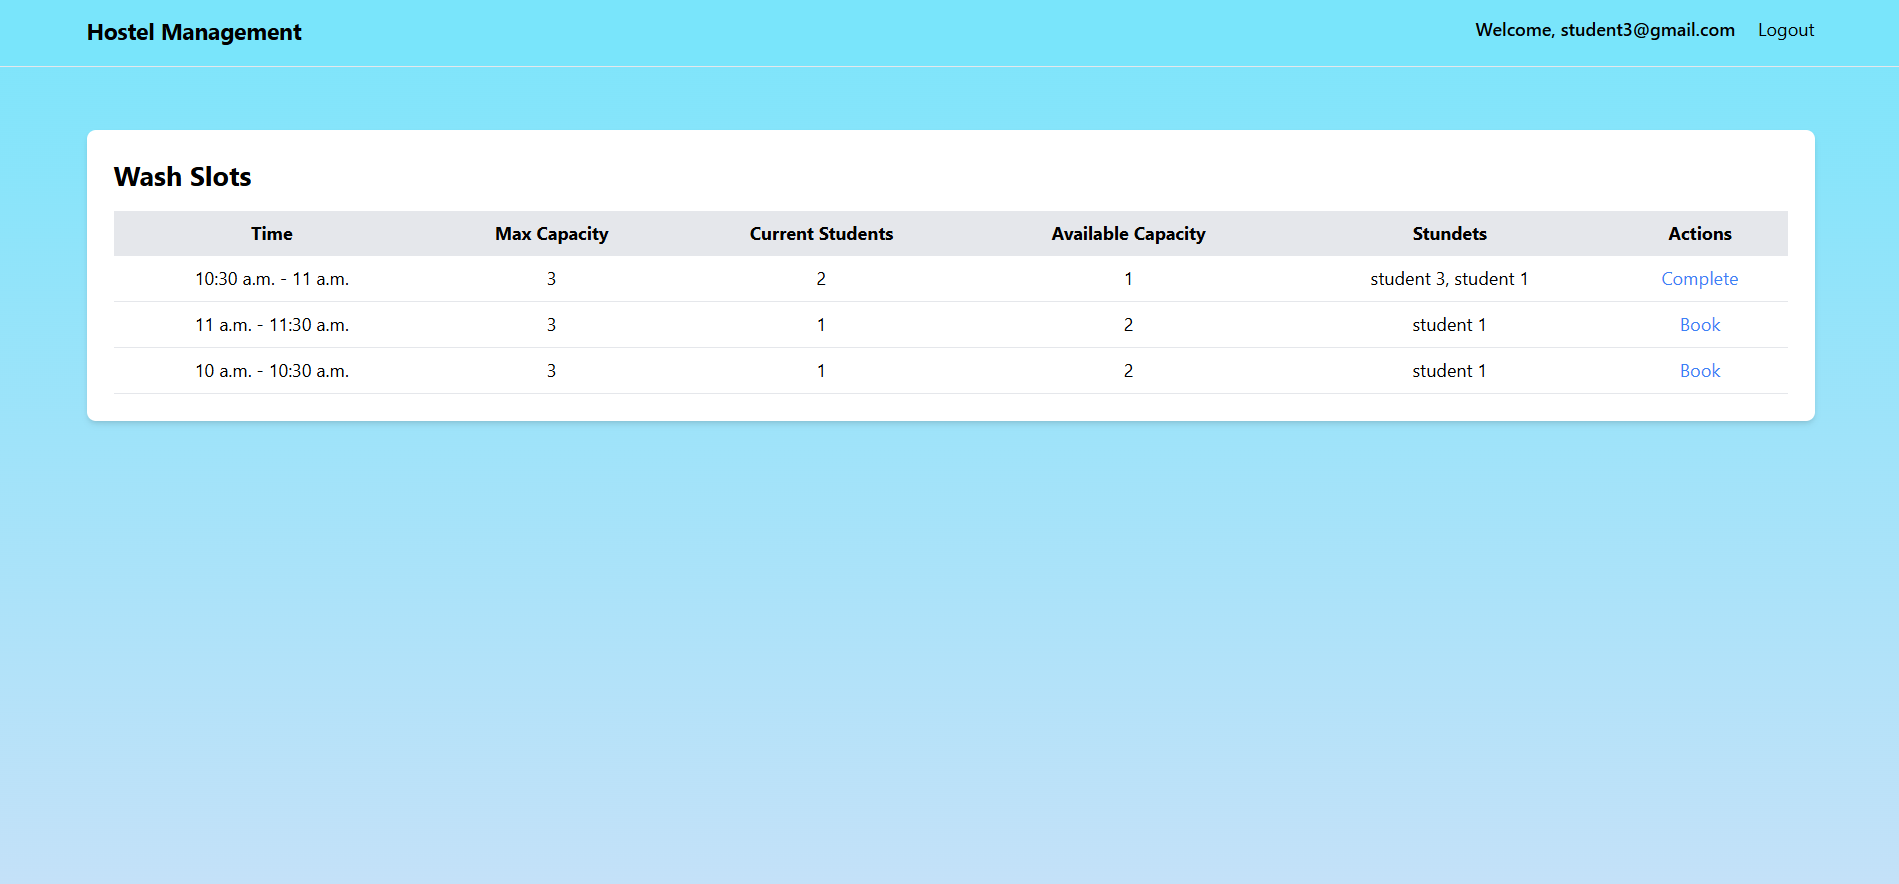 Hostel Management
Welcome, student3@gmail.com Logout
Wash Slots
Time Max Capacity Current Students Available Capacity Stundets Actions
10:30 a.m. - 11 a.m. 3 2 1 student 3, student 1 Complete
11 a.m. - 11:30 a.m. 3 1 2 student 1 Book
10 a.m. - 10:30 a.m. 3 1 2 student 1 Book